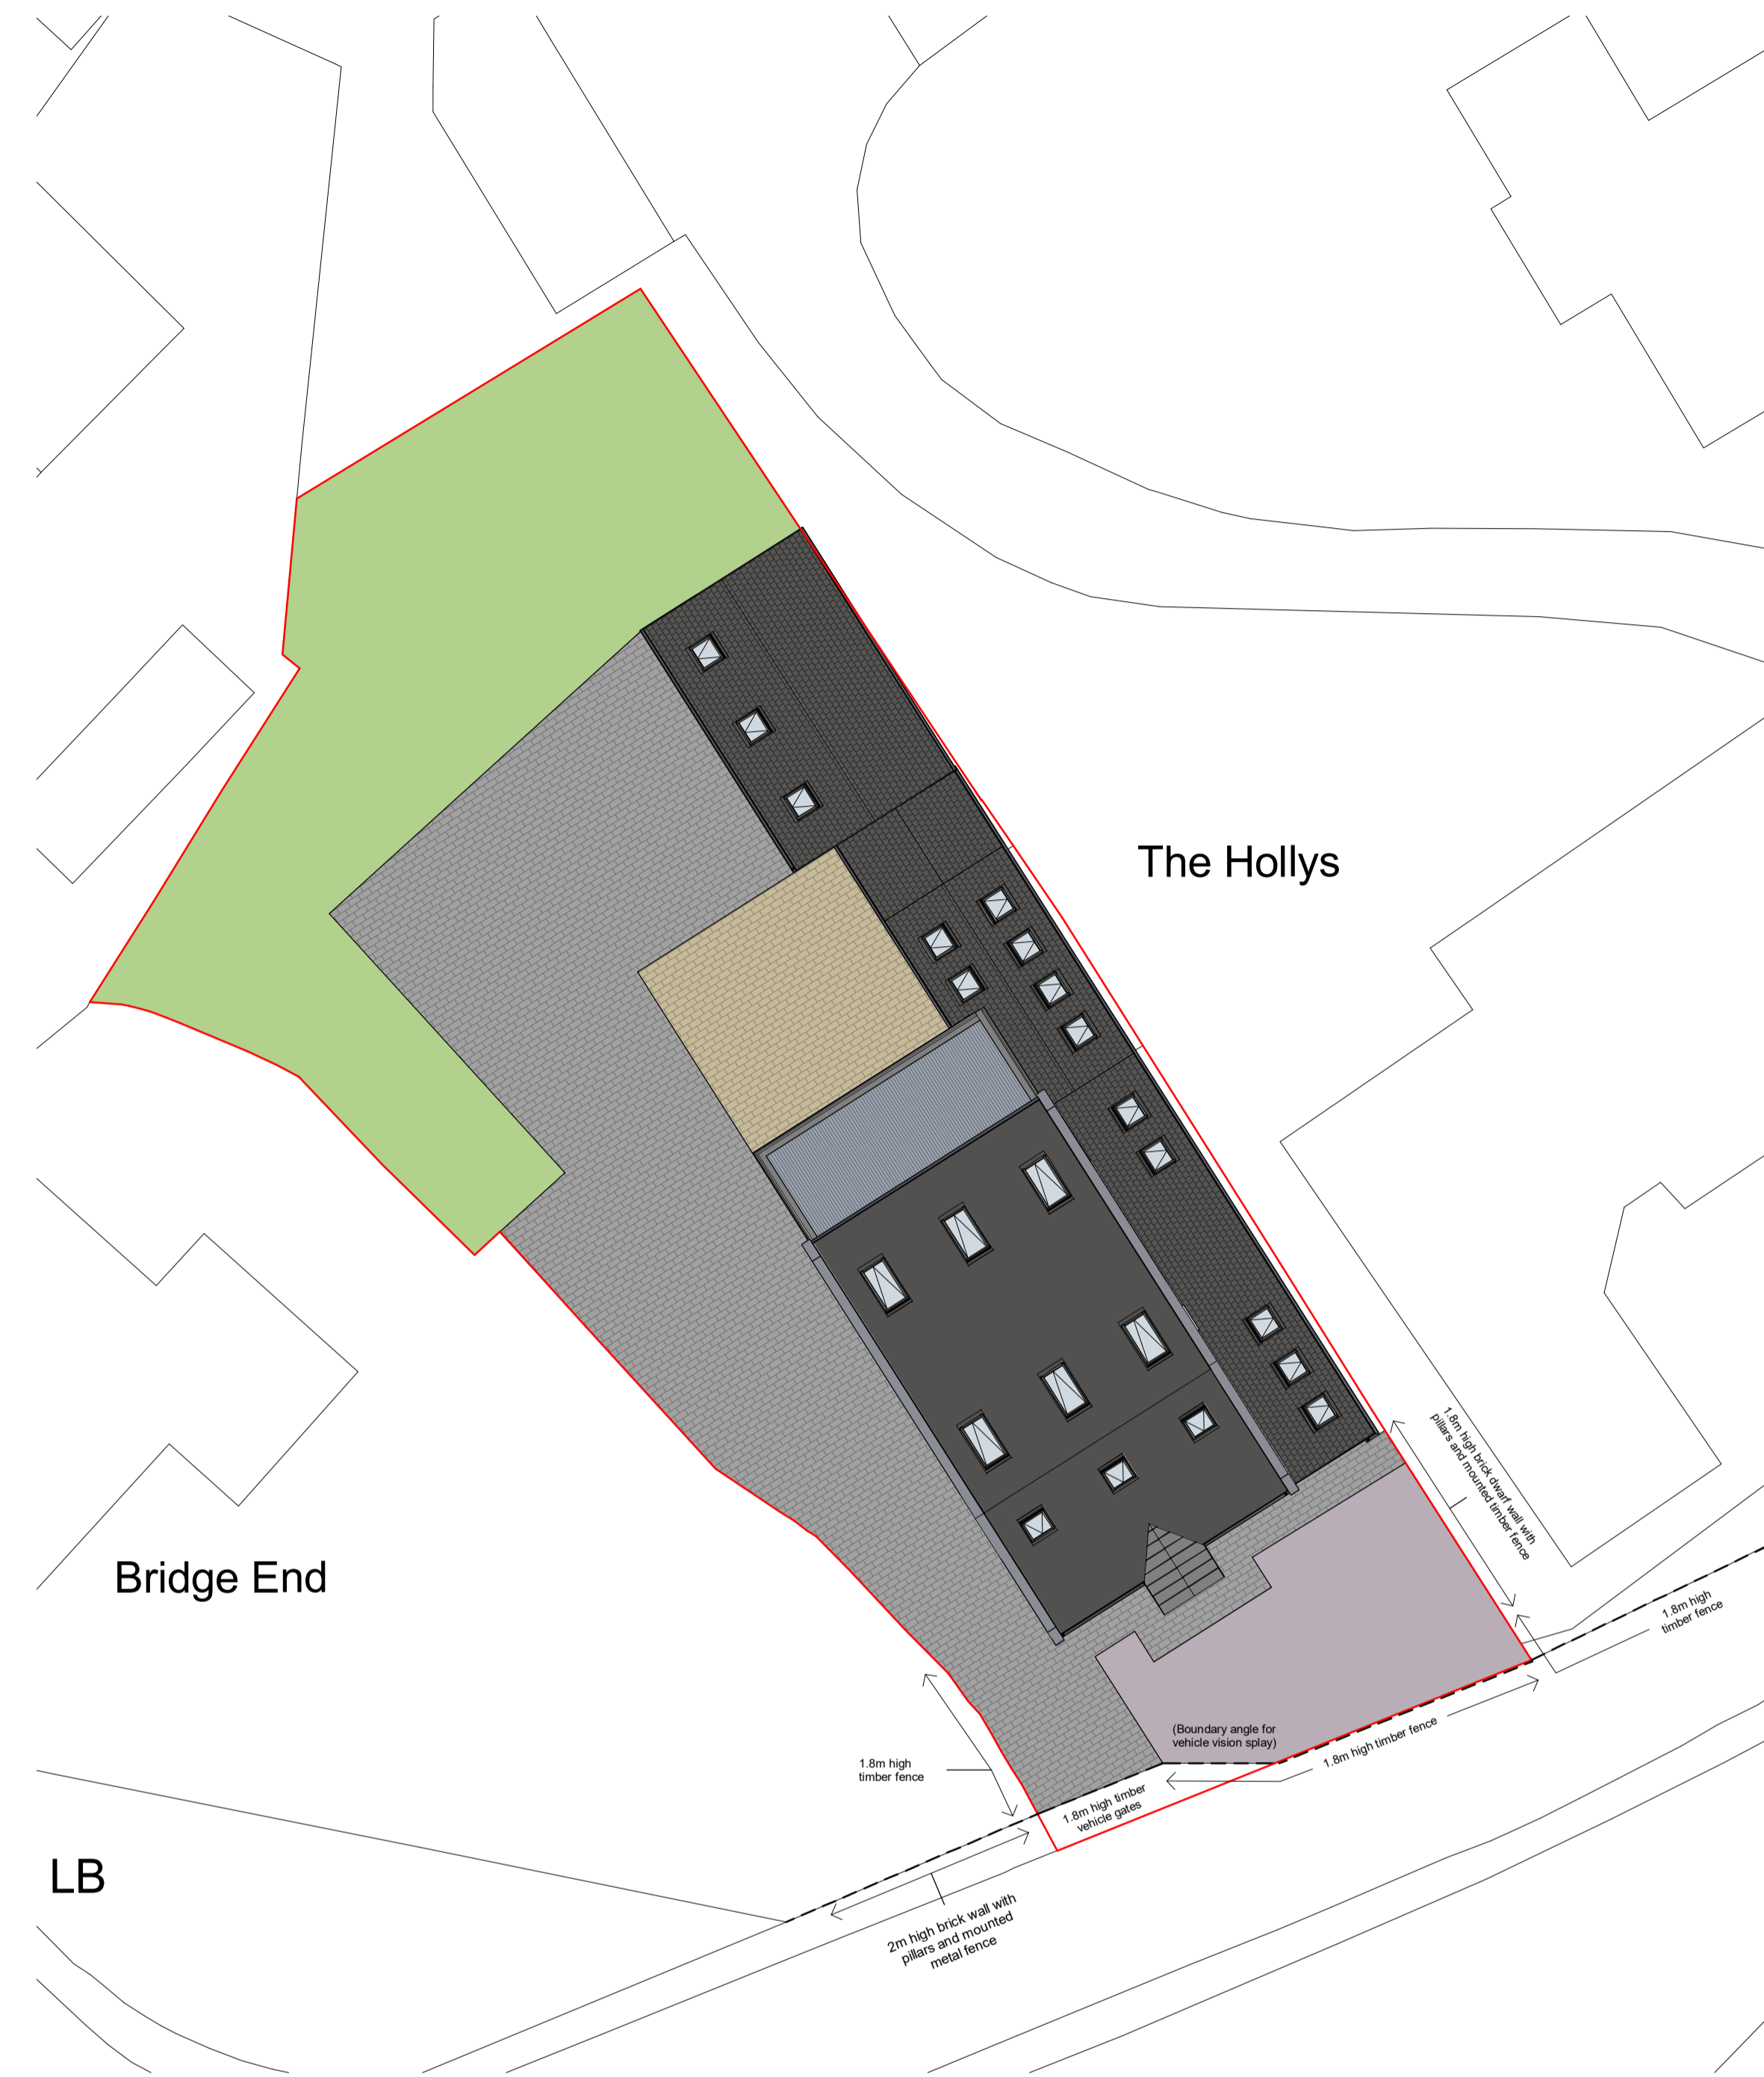 The Hollys
1.8m high brick dwarf wall with
pillars and mounted timber fence
Bridge End
1.8m high
timber fence
(Boundary angle for
vehicle vision splay)
1.8m high timber fence
1.8m high
timber fence
1.8m high timber
vehicle gates
LB
2m high brick wall with
pillars and mounted
metal fence